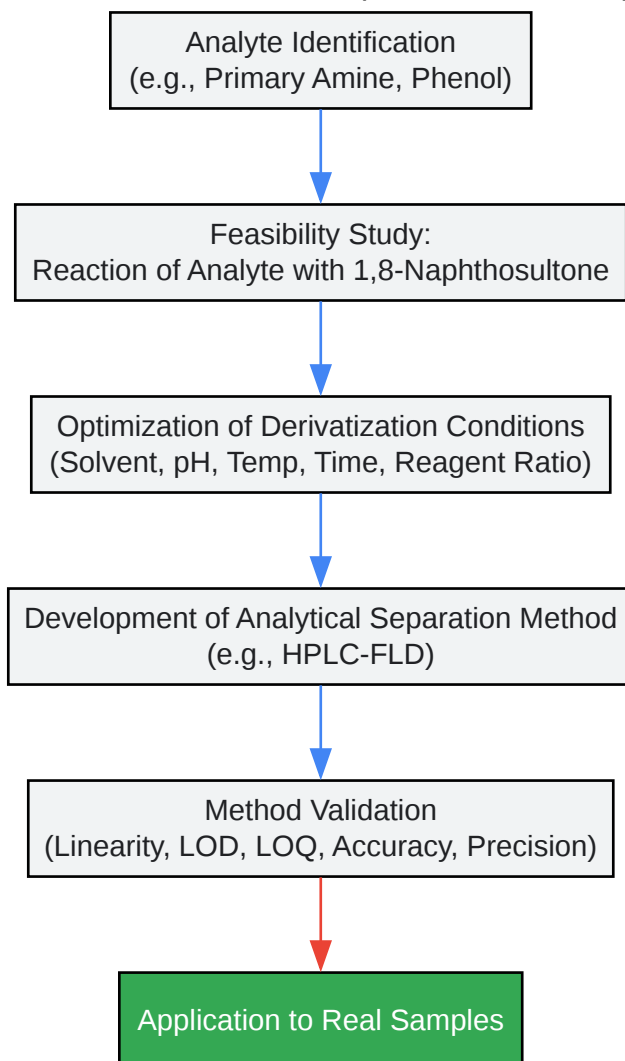 Analyte Identification
(e.g., Primary Amine, Phenol)
Feasibility Study:
Reaction of Analyte with 1,8-Naphthosultone
Optimization of Derivatization Conditions
(Solvent, pH, Temp, Time, Reagent Ratio)
Development of Analytical Separation Method
(e.g., HPLC-FLD)
Method Validation
(Linearity, LOD, LOQ, Accuracy, Precision)
Application to Real Samples